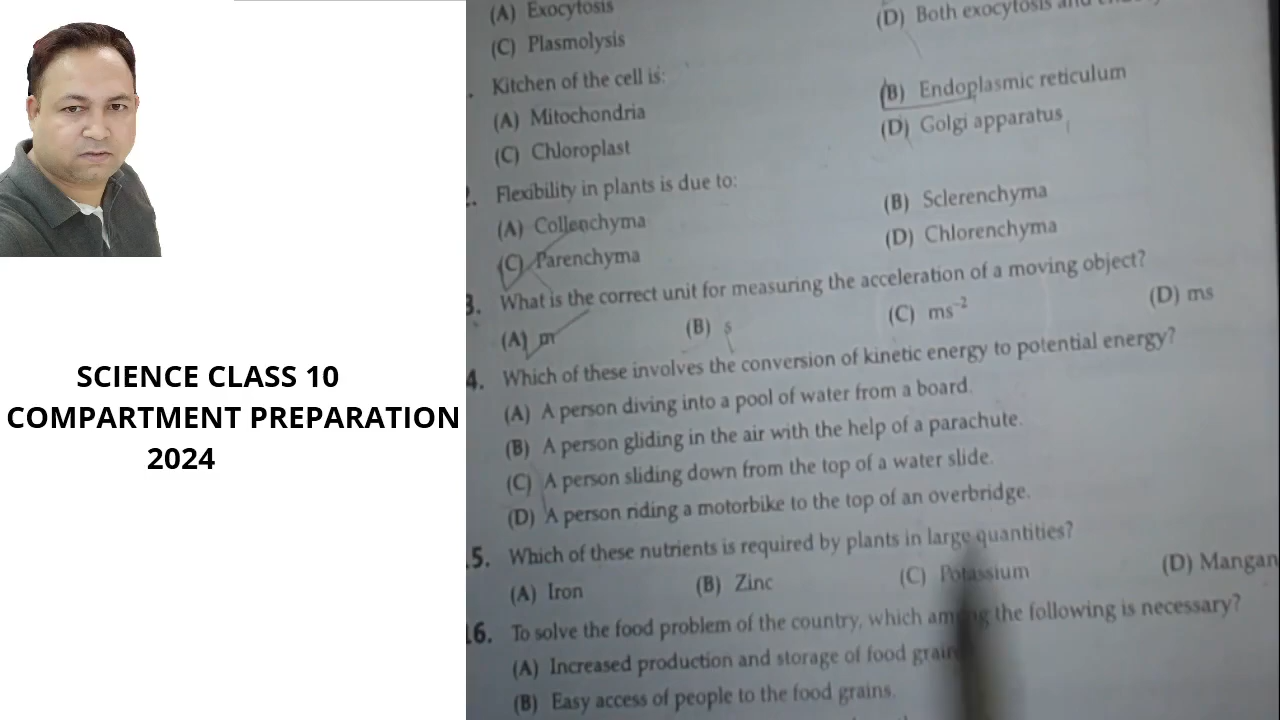 SCIENCE CLASS 10
COMPARTMENT PREPARATION
2024
(A) Exocytosis
(D) Both exocytosis and
(C) Plasmolysis
. Kitchen of the cell is:
(A) Mitochondria
(B) Endoplasmic reticulum
(C) Chloroplast
(D) Golgi apparatus
2. Flexibility in plants is due to:
(A) Collenchyma
(B) Sclerenchyma
(C) Parenchyma
(D) Chlorenchyma
3. What is the correct unit for measuring the acceleration of a moving object?
(A) m (B) s (C) ms⁻² (D) ms
4. Which of these involves the conversion of kinetic energy to potential energy?
(A) A person diving into a pool of water from a board.
(B) A person gliding in the air with the help of a parachute.
(C) A person sliding down from the top of a water slide.
(D) A person riding a motorbike to the top of an overbridge.
.5. Which of these nutrients is required by plants in large quantities?
(A) Iron (B) Zinc (C) Potassium (D) Mangan
16. To solve the food problem of the country, which among the following is necessary?
(A) Increased production and storage of food grain
(B) Easy access of people to the food grains.